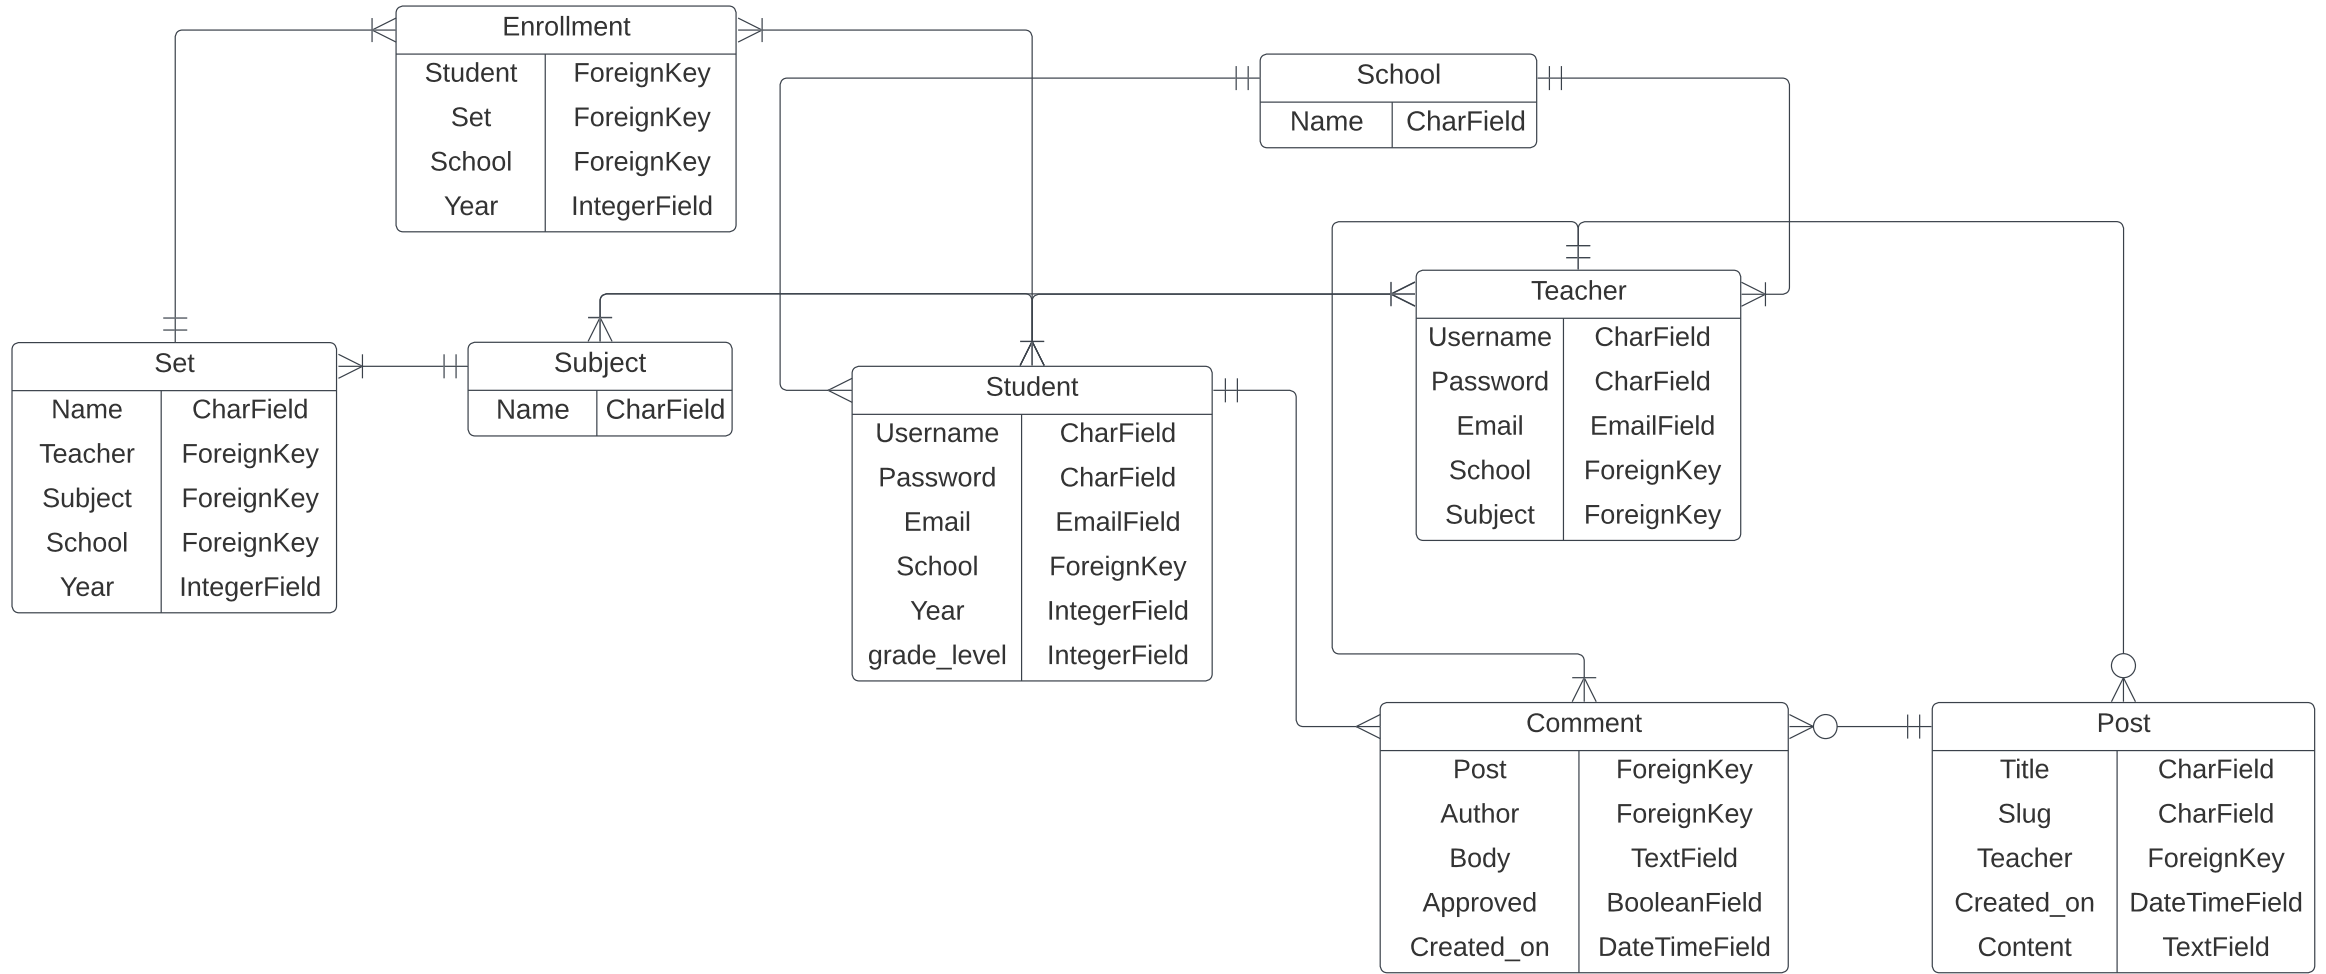 Enrollment
Student ForeignKey
Set ForeignKey
School ForeignKey
Year IntegerField
School
Name CharField
Teacher
Username CharField
Password CharField
Email EmailField
School ForeignKey
Subject ForeignKey
Set
Name CharField
Teacher ForeignKey
Subject ForeignKey
School ForeignKey
Year IntegerField
Subject
Name CharField
Student
Username CharField
Password CharField
Email EmailField
School ForeignKey
Year IntegerField
grade_level IntegerField
Comment
Post ForeignKey
Author ForeignKey
Body TextField
Approved BooleanField
Created_on DateTimeField
Post
Title CharField
Slug CharField
Teacher ForeignKey
Created_on DateTimeField
Content TextField